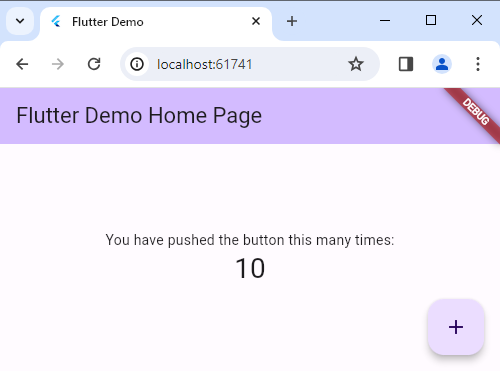 Flutter Demo
localhost:61741
Flutter Demo Home Page
DEBUG
You have pushed the button this many times:
10